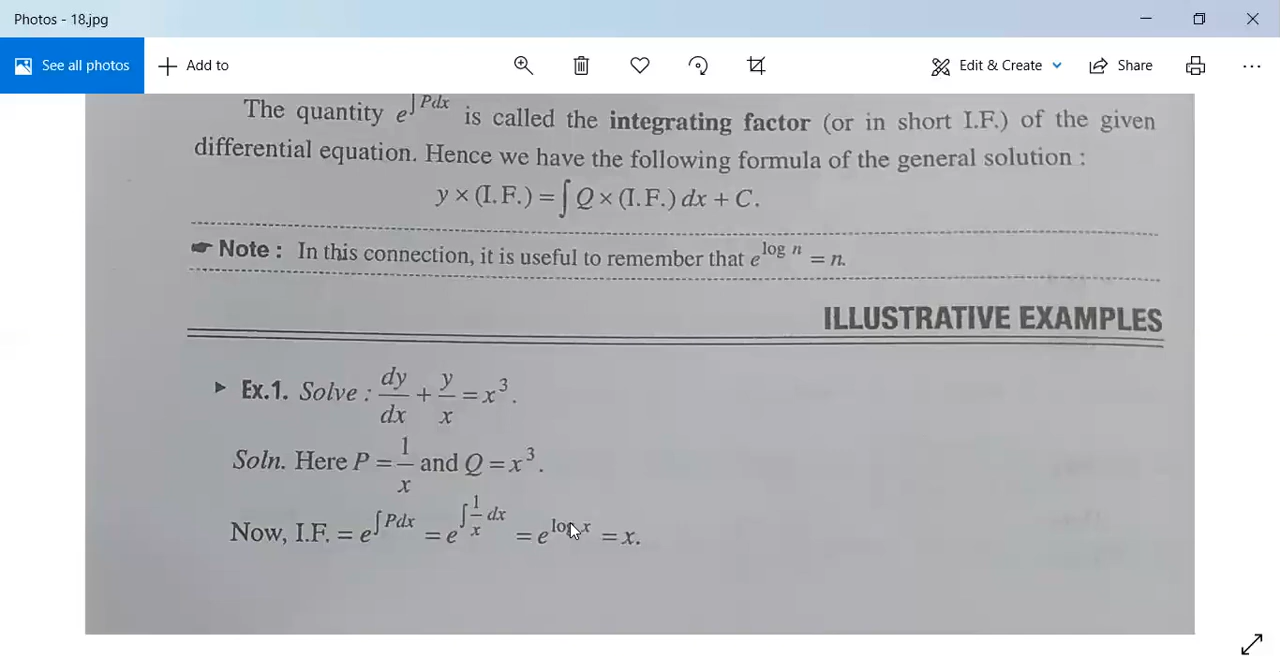 Photos - 18.jpg
See all photos
Add to
Edit & Create
Share
The quantity e^∫Pdx is called the integrating factor (or in short I.F.) of the given
differential equation. Hence we have the following formula of the general solution :
y × (I.F.) = ∫ Q × (I.F.) dx + C.
Note : In this connection, it is useful to remember that e^log n = n.
ILLUSTRATIVE EXAMPLES
Ex.1. Solve : dy/dx + y/x = x³.
Soln. Here P = 1/x and Q = x³.
Now, I.F. = e^∫Pdx = e^∫1/x dx = e^log x = x.